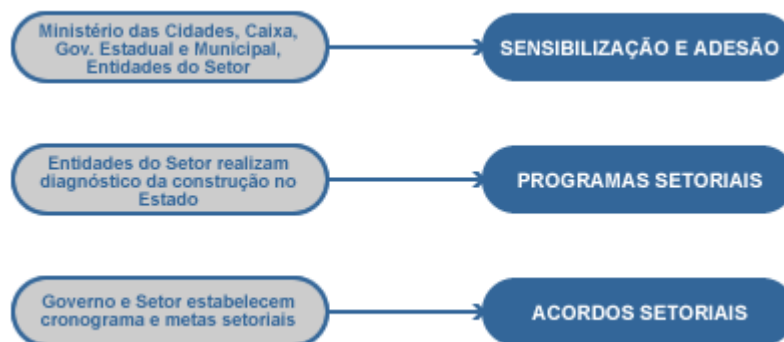 Ministério das Cidades, Caixa,
Gov. Estadual e Municipal,
Entidades do Setor
SENSIBILIZAÇÃO E ADESÃO
Entidades do Setor realizam
diagnóstico da construção no
Estado
PROGRAMAS SETORIAIS
Governo e Setor estabelecem
cronograma e metas setoriais
ACORDOS SETORIAIS